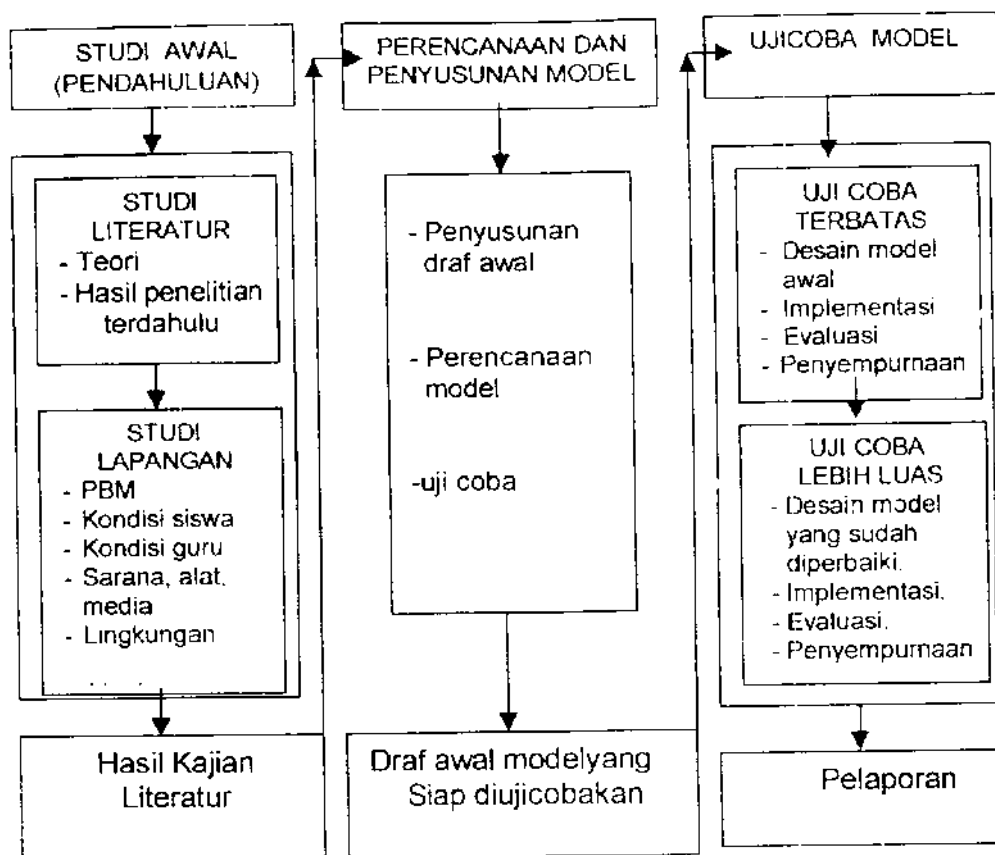 STUDI AWAL
(PENDAHULUAN)
STUDI
LITERATUR
- Teori
- Hasil penelitian
terdahulu
STUDI
LAPANGAN
- PBM
- Kondisi siswa
- Kondisi guru
- Sarana, alat,
media
- Lingkungan
Hasil Kajian
Literatur
PERENCANAAN DAN
PENYUSUNAN MODEL
- Penyusunan
draf awal
- Perencanaan
model
-uji coba
Draf awal modelyang
Siap diujicobakan
UJICOBA MODEL
UJI COBA
TERBATAS
- Desain model
awal
- Implementasi
- Evaluasi
- Penyempurnaan
UJI COBA
LEBIH LUAS
- Desain model
yang sudah
diperbaiki.
- Implementasi.
- Evaluasi.
- Penyempurnaan
Pelaporan